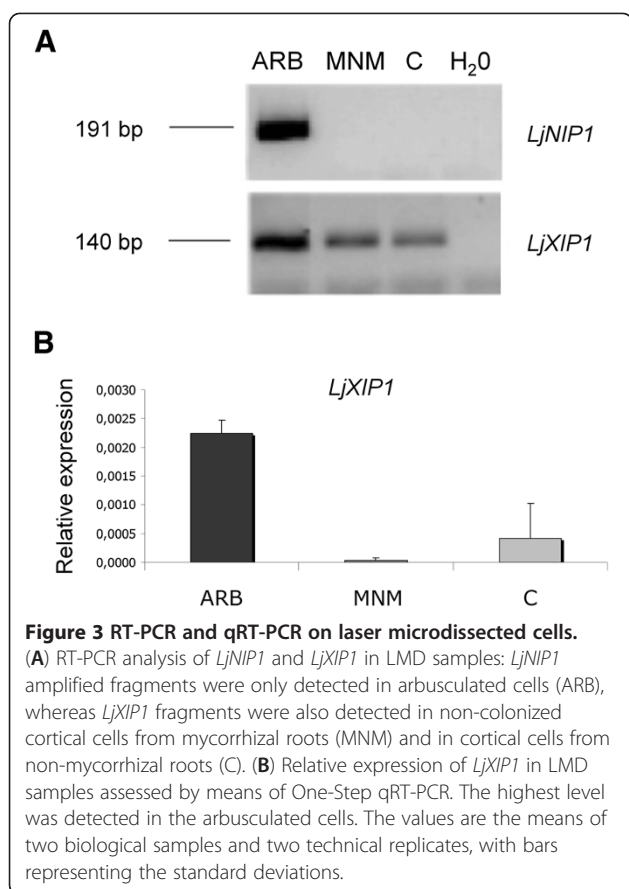 A
ARB MNM C H20
191 bp LjNIP1
140 bp LjXIP1
B
LjXIP1
Relative expression
0,0030
0,0025
0,0020
0,0015
0,0010
0,0005
0,0000
ARB MNM C
Figure 3 RT-PCR and qRT-PCR on laser microdissected cells.
(A) RT-PCR analysis of LjNIP1 and LjXIP1 in LMD samples: LjNIP1
amplified fragments were only detected in arbusculated cells (ARB),
whereas LjXIP1 fragments were also detected in non-colonized
cortical cells from mycorrhizal roots (MNM) and in cortical cells from
non-mycorrhizal roots (C). (B) Relative expression of LjXIP1 in LMD
samples assessed by means of One-Step qRT-PCR. The highest level
was detected in the arbusculated cells. The values are the means of
two biological samples and two technical replicates, with bars
representing the standard deviations.